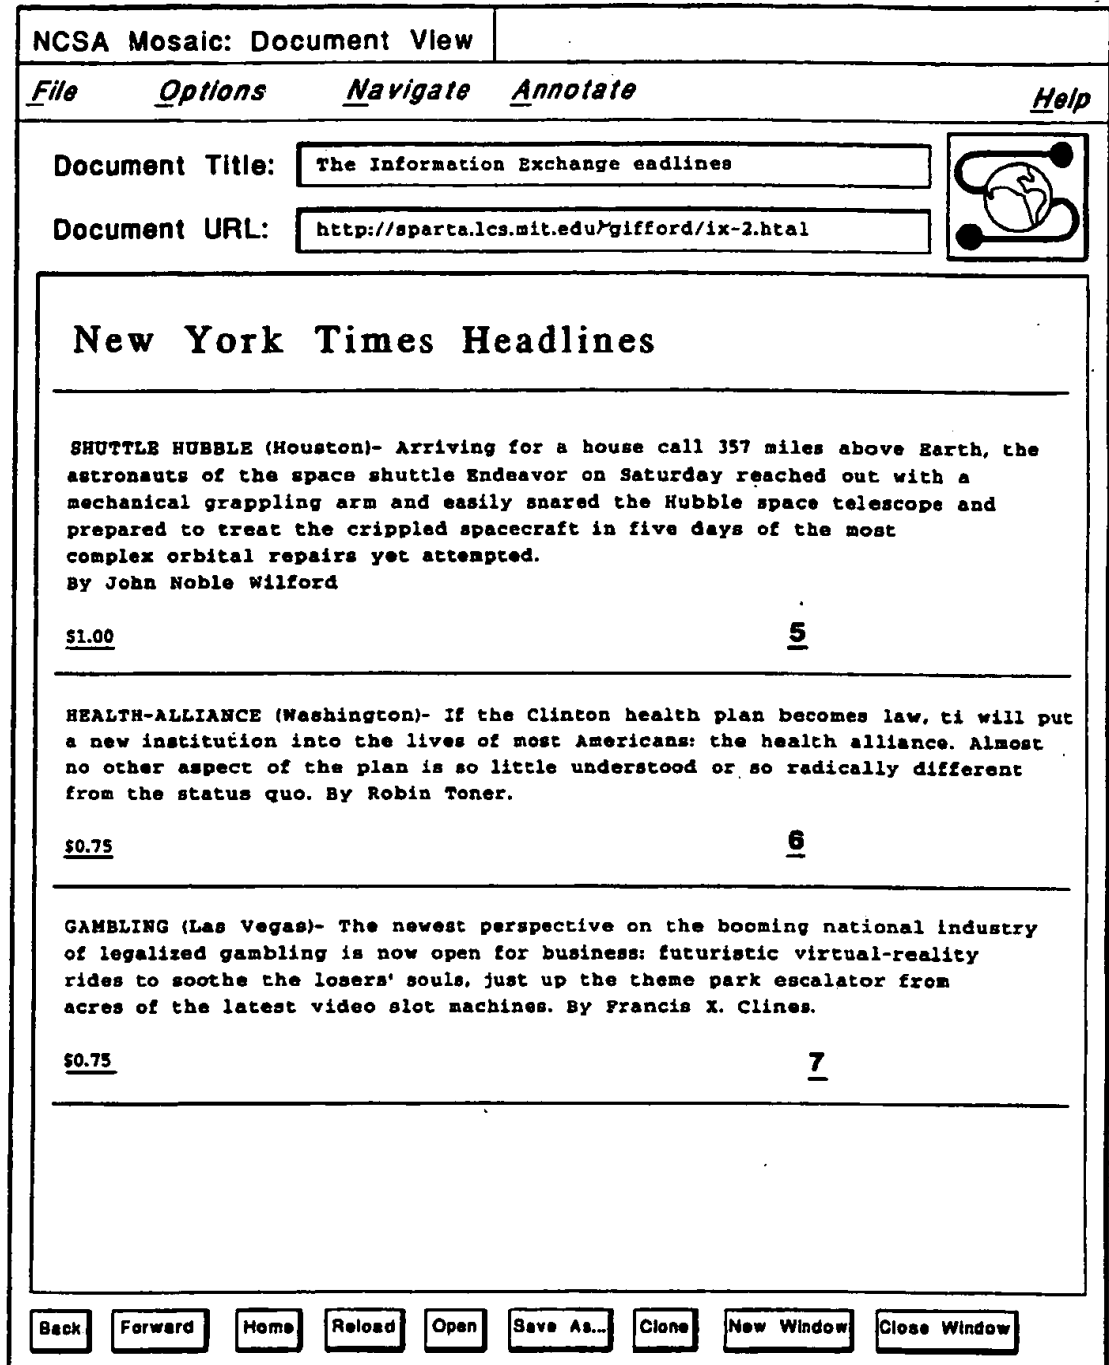 NCSA Mosaic: Document View
File Options Navigate Annotate Help
Document Title: The Information Exchange eadlines
Document URL: http://sparta.lcs.mit.edu/~gifford/ix-2.htal
New York Times Headlines
SHUTTLE HUBBLE (Houston)- Arriving for a house call 357 miles above Earth, the
astronauts of the space shuttle Endeavor on Saturday reached out with a
mechanical grappling arm and easily snared the Hubble space telescope and
prepared to treat the crippled spacecraft in five days of the most
complex orbital repairs yet attempted.
By John Noble Wilford
$1.00 5
HEALTH-ALLIANCE (Washington)- If the Clinton health plan becomes law, ti will put
a new institution into the lives of most Americans: the health alliance. Almost
no other aspect of the plan is so little understood or so radically different
from the status quo. By Robin Toner.
$0.75 6
GAMBLING (Las Vegas)- The newest perspective on the booming national industry
of legalized gambling is now open for business: futuristic virtual-reality
rides to soothe the losers' souls, just up the theme park escalator from
acres of the latest video slot machines. By Francis X. Clines.
$0.75 7
Back Forward Home Reload Open Save As... Clone New Window Close Window